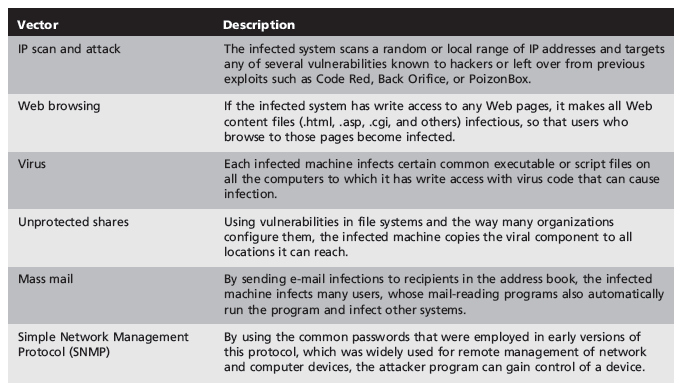 Vector Description
IP scan and attack The infected system scans a random or local range of IP addresses and targets
any of several vulnerabilities known to hackers or left over from previous
exploits such as Code Red, Back Orifice, or PoizonBox.
Web browsing If the infected system has write access to any Web pages, it makes all Web
content files (.html, .asp, .cgi, and others) infectious, so that users who
browse to those pages become infected.
Virus Each infected machine infects certain common executable or script files on
all the computers to which it has write access with virus code that can cause
infection.
Unprotected shares Using vulnerabilities in file systems and the way many organizations
configure them, the infected machine copies the viral component to all
locations it can reach.
Mass mail By sending e-mail infections to recipients in the address book, the infected
machine infects many users, whose mail-reading programs also automatically
run the program and infect other systems.
Simple Network Management By using the common passwords that were employed in early versions of
Protocol (SNMP) this protocol, which was widely used for remote management of network
and computer devices, the attacker program can gain control of a device.